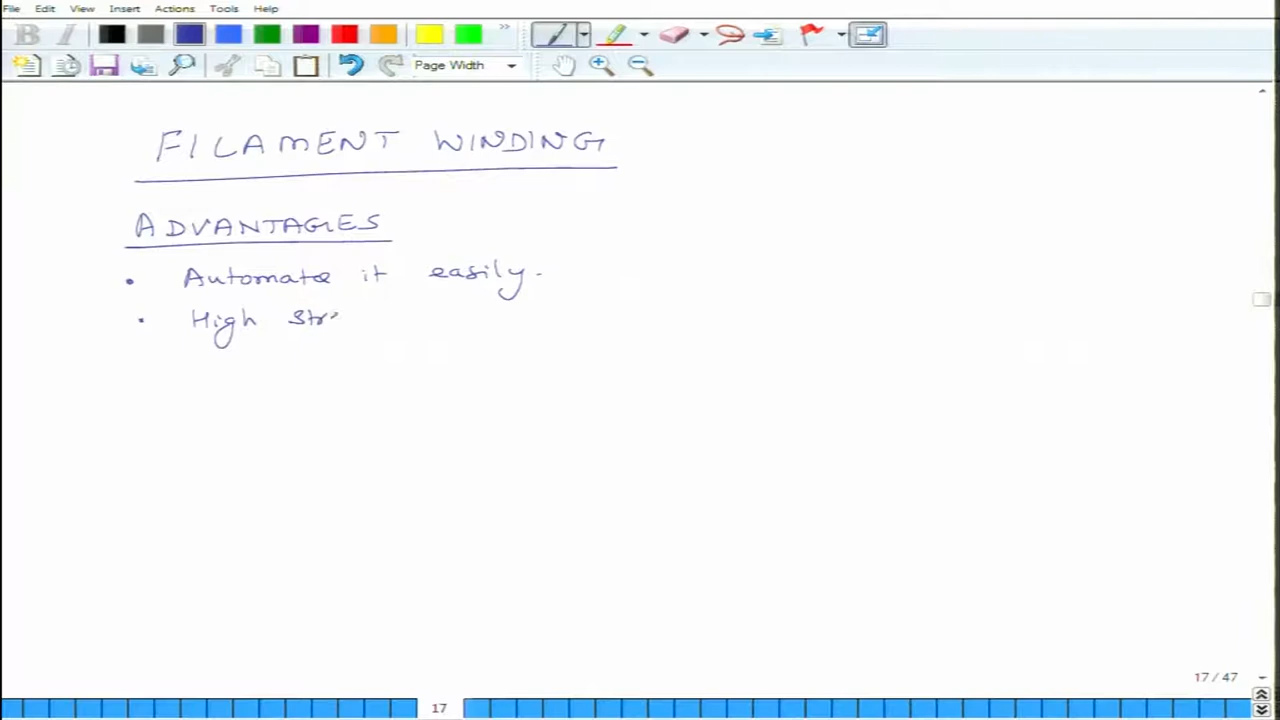 File Edit View Insert Actions Tools Help
B I
Page Width
FILAMENT WINDING
ADVANTAGES
• Automate it easily.
• High Str
17 / 47
17